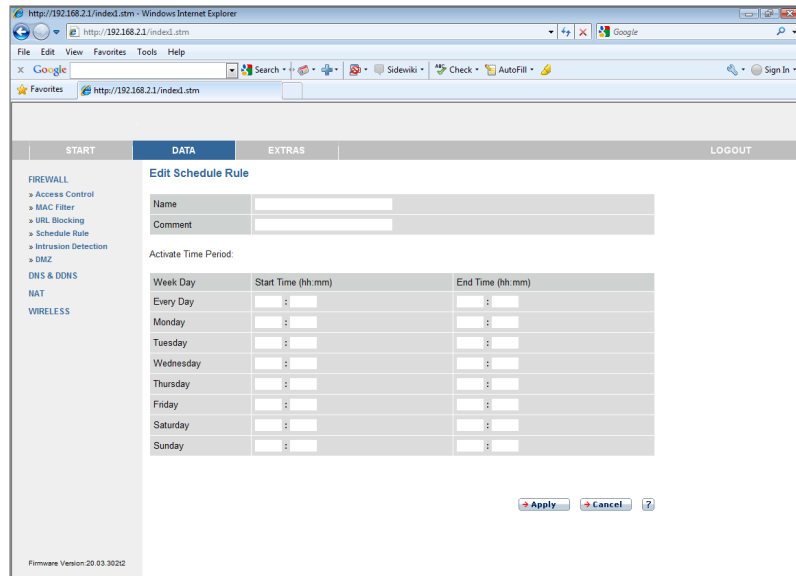 http://192.168.2.1/index1.stm - Windows Internet Explorer
http://192.168.2.1/index1.stm
Google
File Edit View Favorites Tools Help
x Google Search Sidewiki Check AutoFill Sign In
Favorites http://192.168.2.1/index1.stm
START DATA EXTRAS LOGOUT
FIREWALL
» Access Control
» MAC Filter
» URL Blocking
» Schedule Rule
» Intrusion Detection
» DMZ
DNS & DDNS
NAT
WIRELESS
Edit Schedule Rule
Name
Comment
Activate Time Period:
Week Day Start Time (hh:mm) End Time (hh:mm)
Every Day : :
Monday : :
Tuesday : :
Wednesday : :
Thursday : :
Friday : :
Saturday : :
Sunday : :
Apply Cancel ?
Firmware Version:20.03.302t2